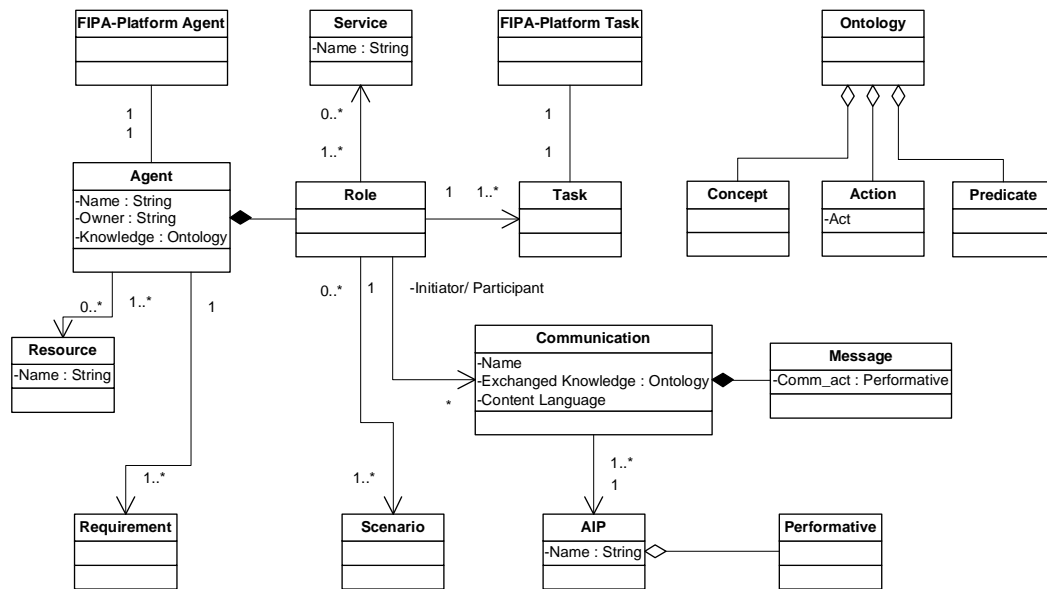 FIPA-Platform Agent
Service
-Name : String
FIPA-Platform Task
Ontology
1
1
0..*
1..*
1
1
Agent
-Name : String
-Owner : String
-Knowledge : Ontology
Role
1
1..*
Task
Concept
Action
-Act
Predicate
0..*
1..*
1
0..*
1
-Initiator/ Participant
Resource
-Name : String
Communication
-Name
-Exchanged Knowledge : Ontology
-Content Language
Message
-Comm_act : Performative
*
1..*
1..*
1..*
1
Requirement
Scenario
AIP
-Name : String
Performative